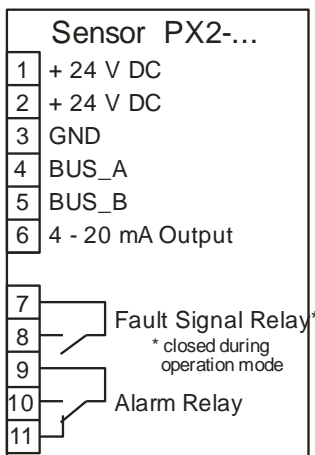 Sensor PX2-...
1 + 24 V DC
2 + 24 V DC
3 GND
4 BUS_A
5 BUS_B
6 4 - 20 mA Output
7
Fault Signal Relay*
8
* closed during
operation mode
9
10 Alarm Relay
11